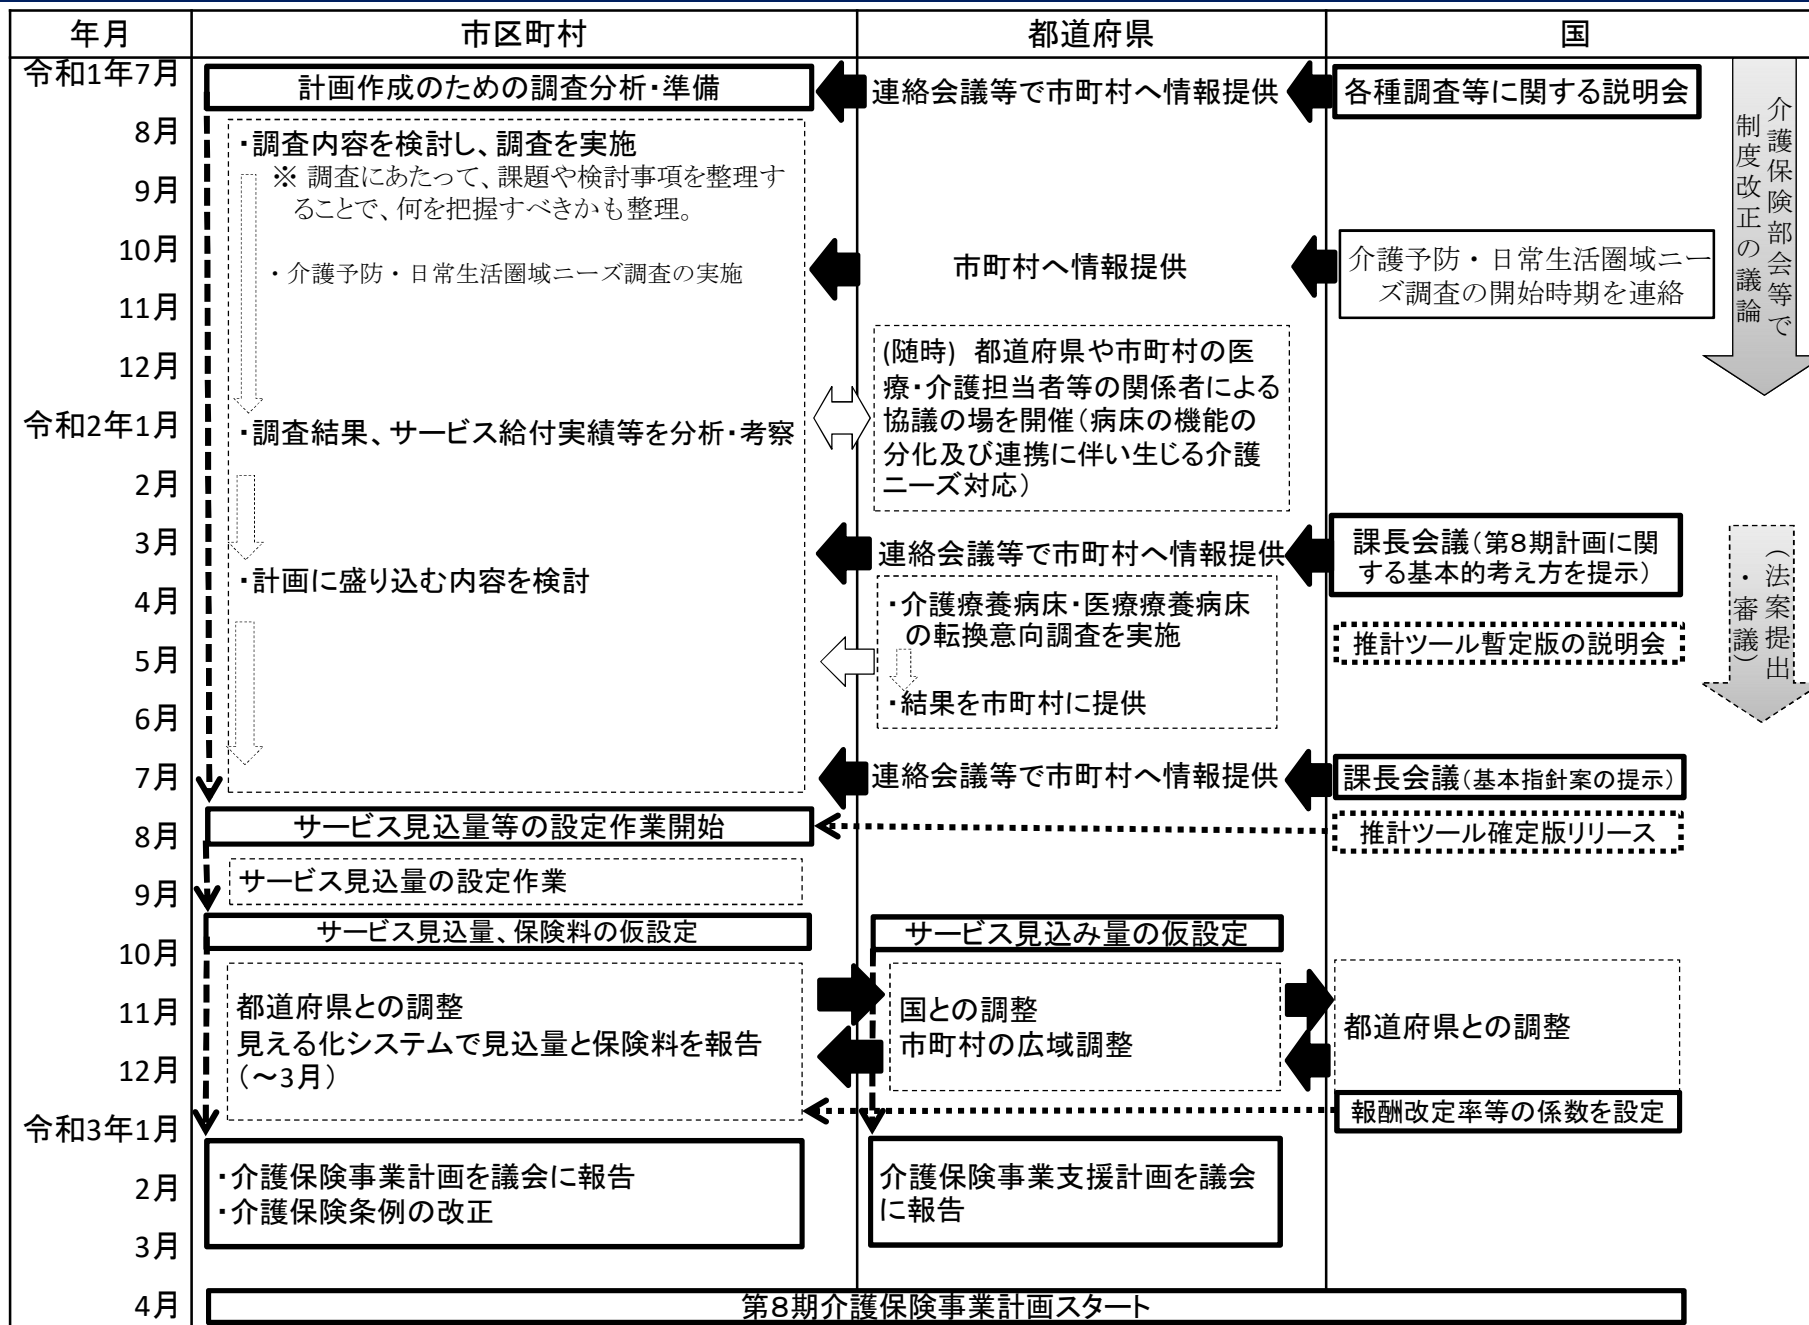 年月
市区町村
都道府県
国
令和1年7月
計画作成のための調査分析・準備
連絡会議等で市町村へ情報提供
各種調査等に関する説明会
介護保険部会等で
制度改正の議論
8月
・調査内容を検討し、調査を実施
9月
※ 調査にあたって、課題や検討事項を整理す
ることで、何を把握すべきかも整理。
10月
・介護予防・日常生活圏域ニーズ調査の実施
市町村へ情報提供
介護予防・日常生活圏域ニー
ズ調査の開始時期を連絡
11月
12月
(随時) 都道府県や市町村の医
療・介護担当者等の関係者による
協議の場を開催(病床の機能の
分化及び連携に伴い生じる介護
ニーズ対応)
令和2年1月
・調査結果、サービス給付実績等を分析・考察
2月
3月
連絡会議等で市町村へ情報提供
課長会議(第8期計画に関
する基本的考え方を提示)
(法案提出
・審議)
・計画に盛り込む内容を検討
4月
・介護療養病床・医療療養病床
の転換意向調査を実施
推計ツール暫定版の説明会
5月
・結果を市町村に提供
6月
7月
連絡会議等で市町村へ情報提供
課長会議(基本指針案の提示)
8月
サービス見込量等の設定作業開始
推計ツール確定版リリース
9月
サービス見込量の設定作業
サービス見込量、保険料の仮設定
サービス見込み量の仮設定
10月
11月
都道府県との調整
見える化システムで見込量と保険料を報告
(～3月)
国との調整
市町村の広域調整
都道府県との調整
12月
報酬改定率等の係数を設定
令和3年1月
2月
・介護保険事業計画を議会に報告
・介護保険条例の改正
介護保険事業支援計画を議会
に報告
3月
4月
第8期介護保険事業計画スタート